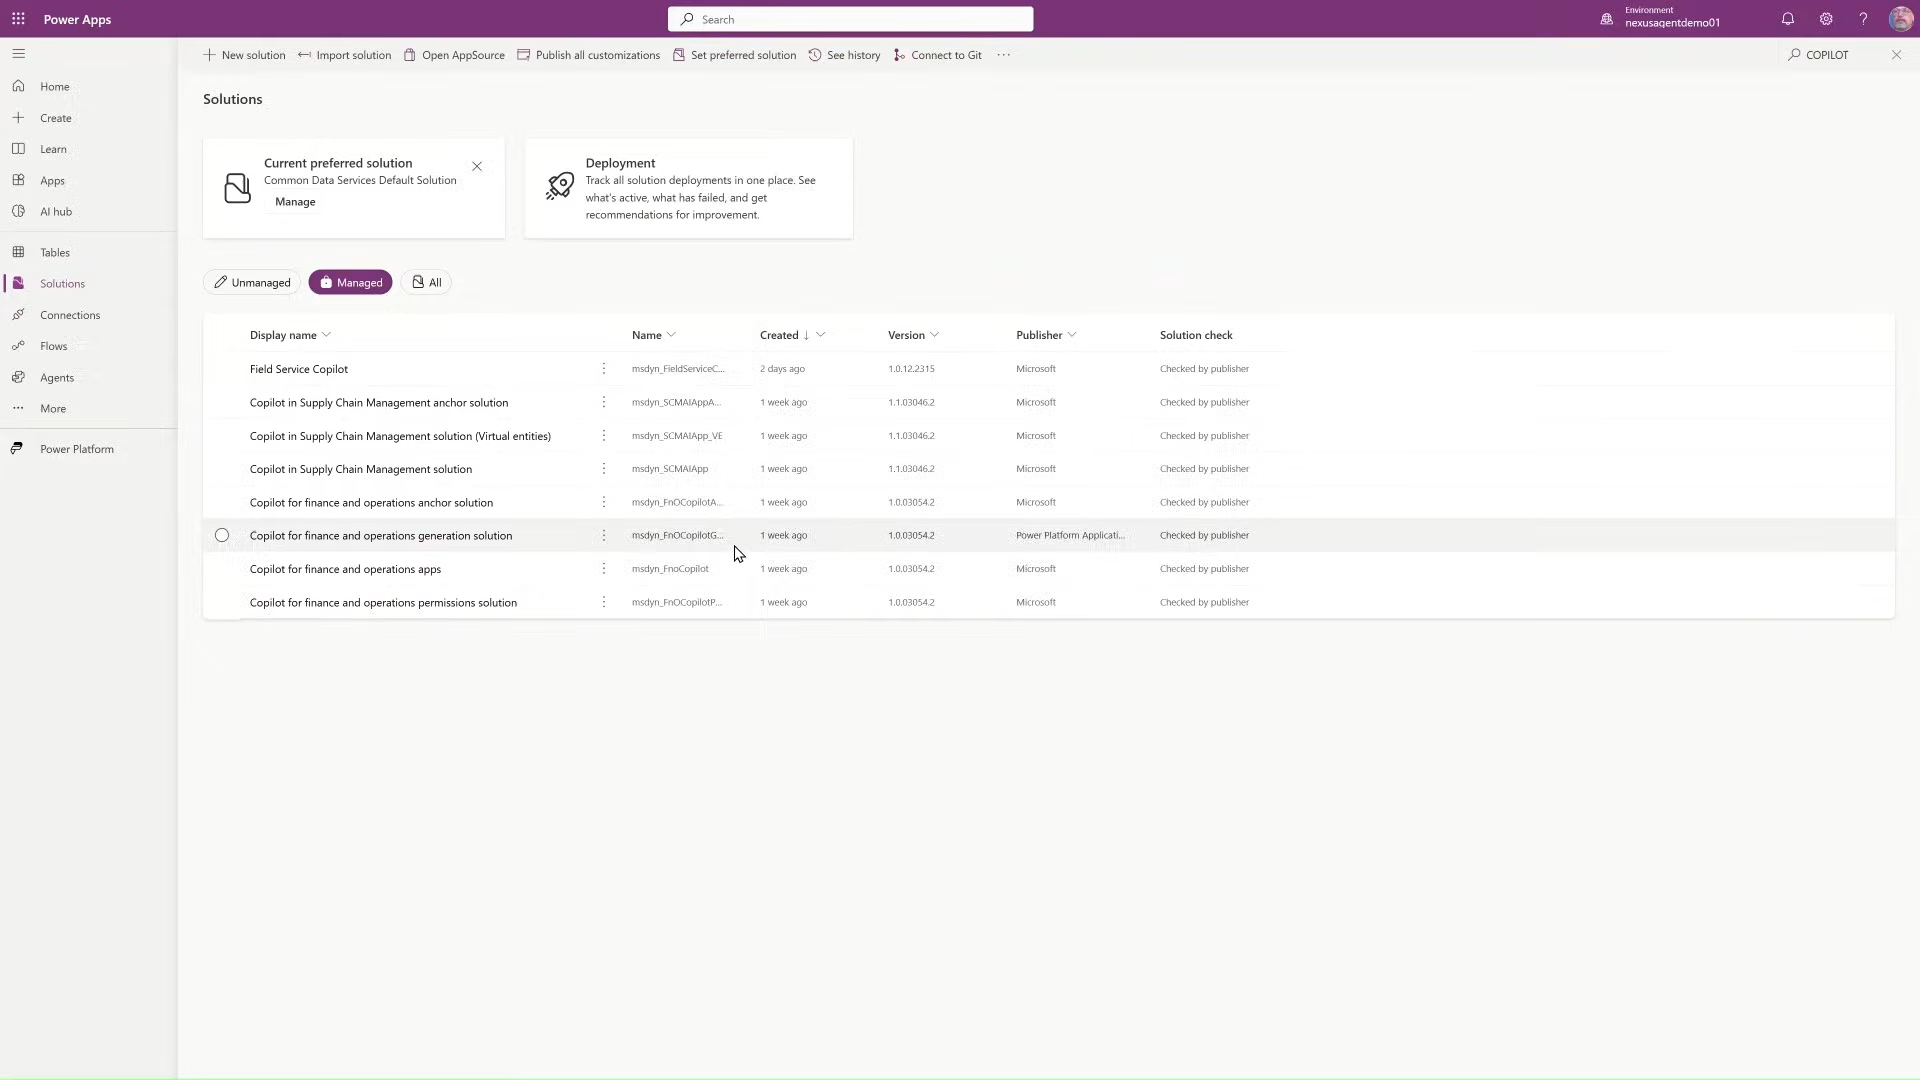 Power Apps
Search
Environment
nexusagentdemo01
New solution
Import solution
Open AppSource
Publish all customizations
Set preferred solution
See history
Connect to Git
COPILOT
Home
Create
Learn
Apps
AI hub
Tables
Solutions
Connections
Flows
Agents
More
Power Platform
Solutions
Current preferred solution
Common Data Services Default Solution
Manage
Deployment
Track all solution deployments in one place. See
what's active, what has failed, and get
recommendations for improvement.
Unmanaged
Managed
All
Display name Name Created Version Publisher Solution check
Field Service Copilot msdyn_FieldServiceC... 2 days ago 1.0.12.2315 Microsoft Checked by publisher
Copilot in Supply Chain Management anchor solution msdyn_SCMAIAppA... 1 week ago 1.1.03046.2 Microsoft Checked by publisher
Copilot in Supply Chain Management solution (Virtual entities) msdyn_SCMAIApp_VE 1 week ago 1.1.03046.2 Microsoft Checked by publisher
Copilot in Supply Chain Management solution msdyn_SCMAIApp 1 week ago 1.1.03046.2 Microsoft Checked by publisher
Copilot for finance and operations anchor solution msdyn_FnOCopilotA... 1 week ago 1.0.03054.2 Microsoft Checked by publisher
Copilot for finance and operations generation solution msdyn_FnOCopilotG... 1 week ago 1.0.03054.2 Power Platform Applicati... Checked by publisher
Copilot for finance and operations apps msdyn_FnoCopilot 1 week ago 1.0.03054.2 Microsoft Checked by publisher
Copilot for finance and operations permissions solution msdyn_FnOCopilotP... 1 week ago 1.0.03054.2 Microsoft Checked by publisher